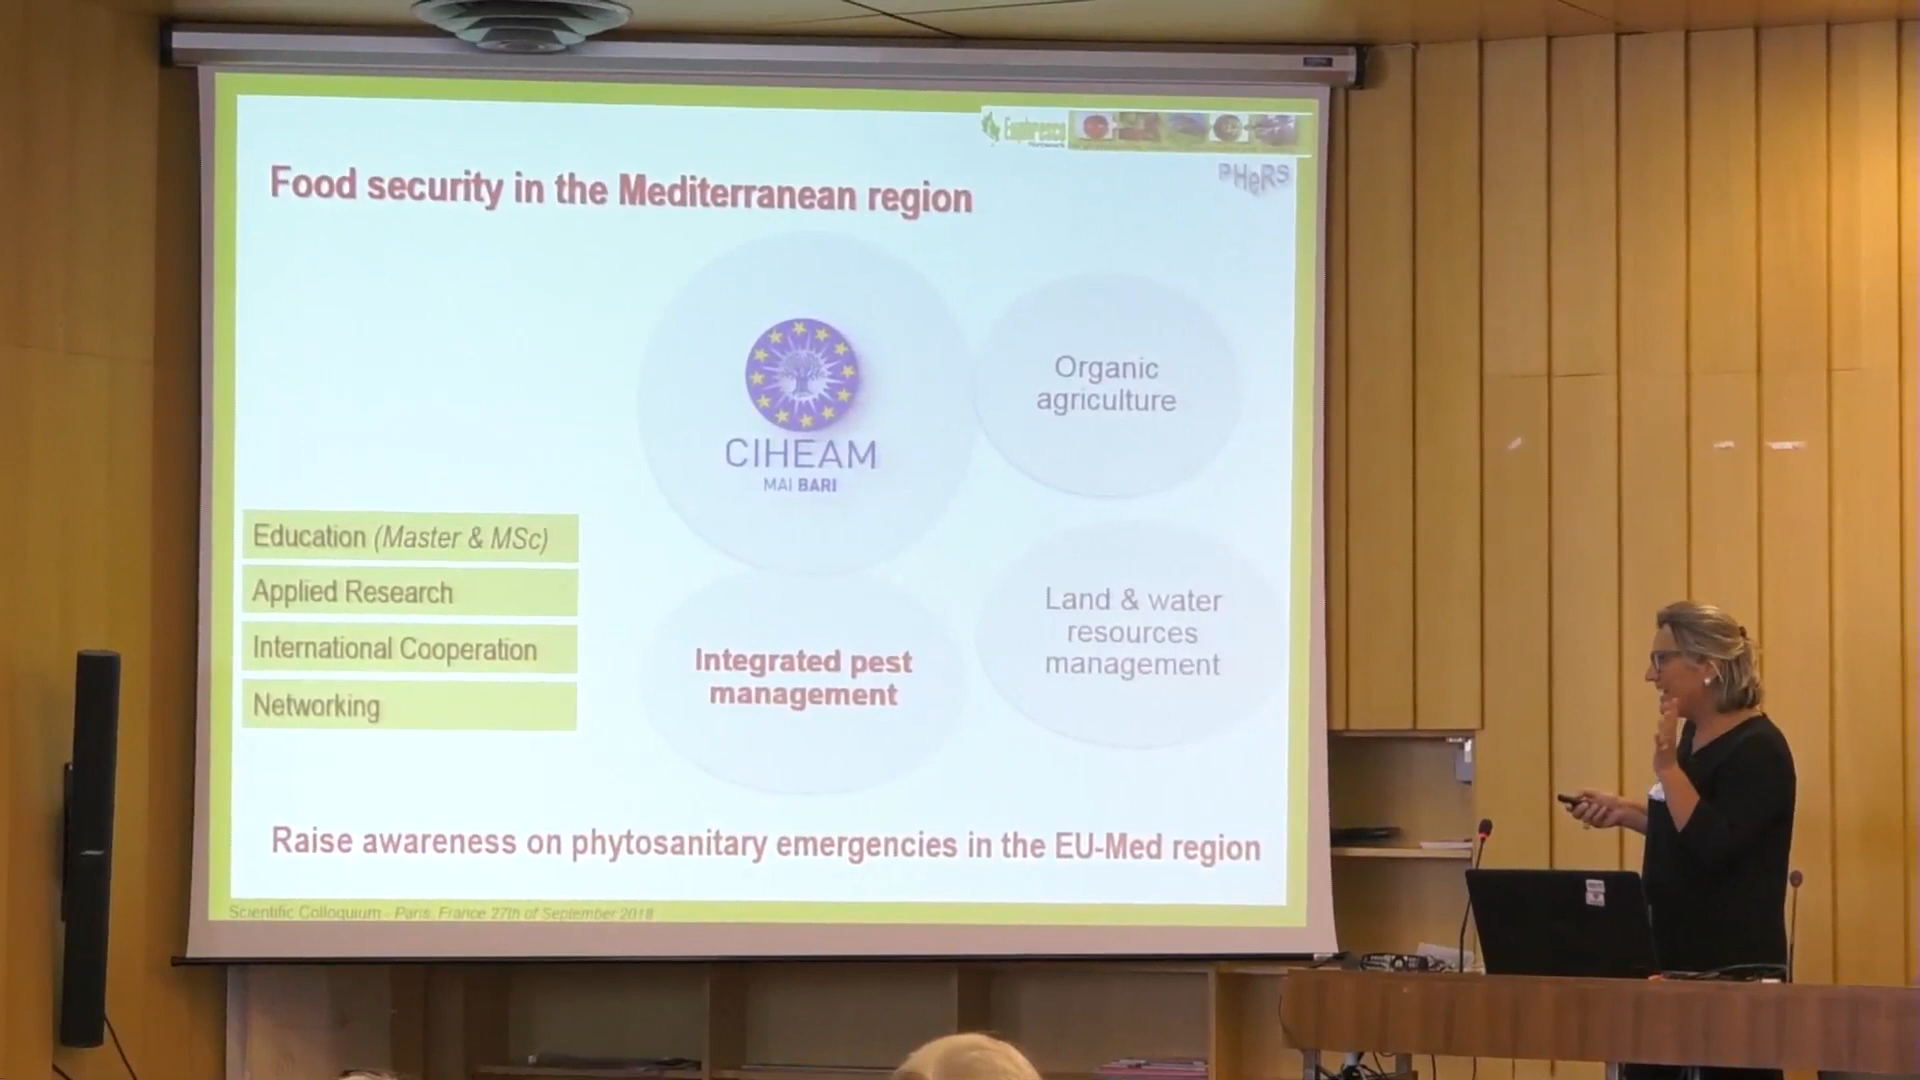 Euphresco
PHeRS
Food security in the Mediterranean region
CIHEAM
MAI BARI
Organic
agriculture
Education (Master & MSc)
Applied Research
International Cooperation
Networking
Integrated pest
management
Land & water
resources
management
Raise awareness on phytosanitary emergencies in the EU-Med region
Scientific Colloquium - Paris, France 27th of September 2018